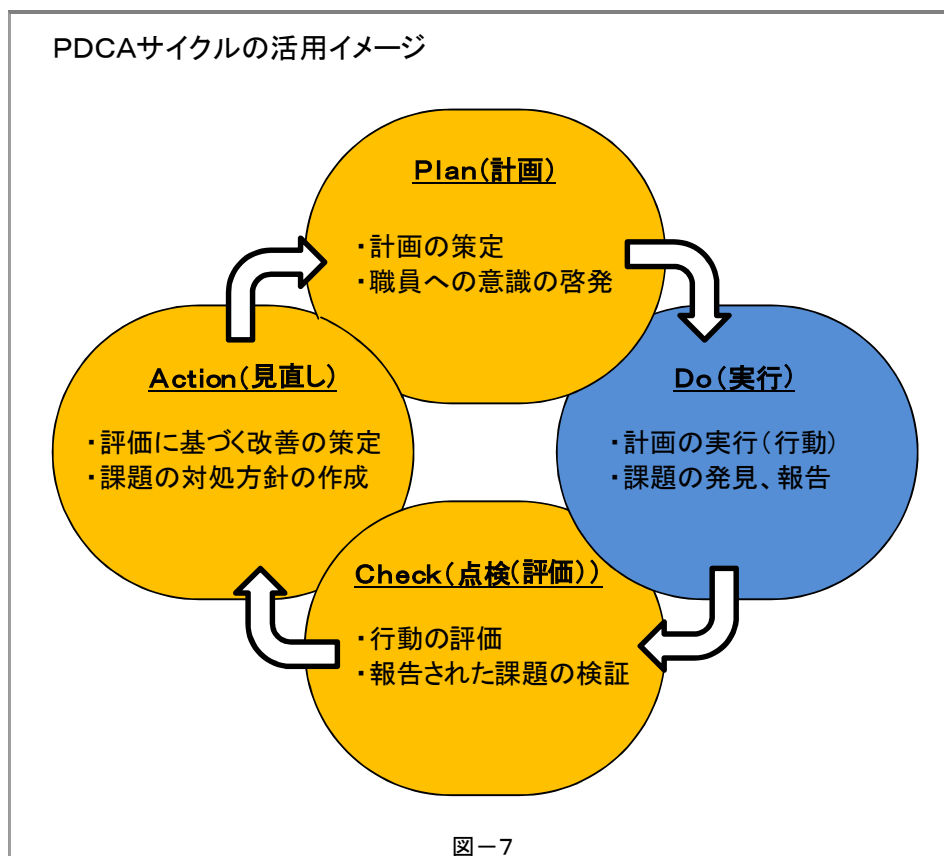 PDCAサイクルの活用イメージ
Plan(計画)
・計画の策定
・職員への意識の啓発
Do(実行)
・計画の実行(行動)
・課題の発見、報告
Check(点検(評価))
・行動の評価
・報告された課題の検証
Action(見直し)
・評価に基づく改善の策定
・課題の対処方針の作成
図-7